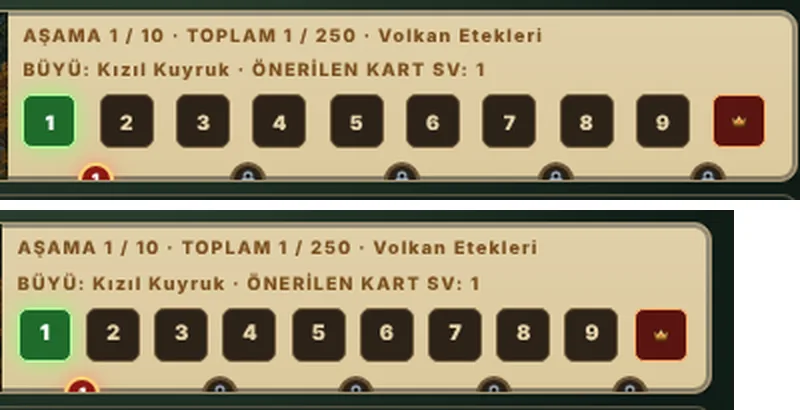 AŞAMA 1 / 10 · TOPLAM 1 / 250 · Volkan Etekleri
BÜYÜ: Kızıl Kuyruk · ÖNERİLEN KART SV: 1
1 2 3 4 5 6 7 8 9
1
AŞAMA 1 / 10 · TOPLAM 1 / 250 · Volkan Etekleri
BÜYÜ: Kızıl Kuyruk · ÖNERİLEN KART SV: 1
1 2 3 4 5 6 7 8 9